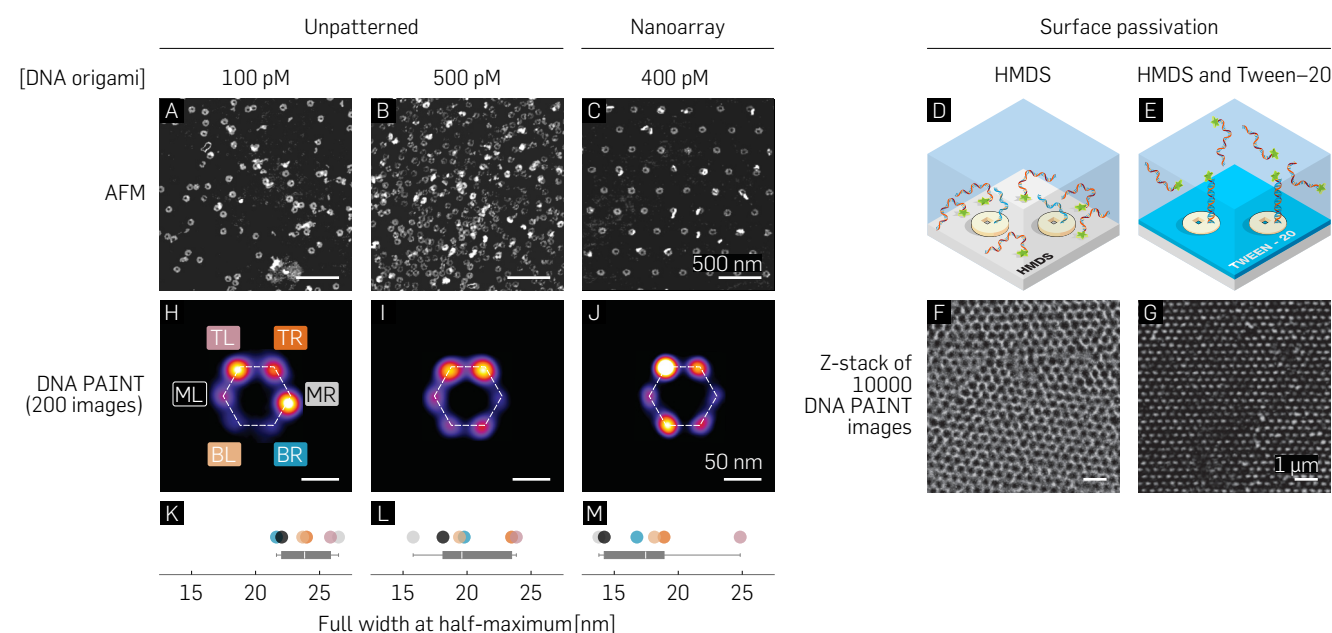 Unpatterned Nanoarray Surface passivation
[DNA origami] 100 pM 500 pM 400 pM HMDS HMDS and Tween–20
A B C D E
AFM
500 nm
HMDS
TWEEN - 20
H I J F G
TL TR
ML MR
BL BR
DNA PAINT
(200 images)
50 nm
Z-stack of
10000
DNA PAINT
images
1 µm
K L M
15 20 25 15 20 25 15 20 25
Full width at half-maximum[nm]